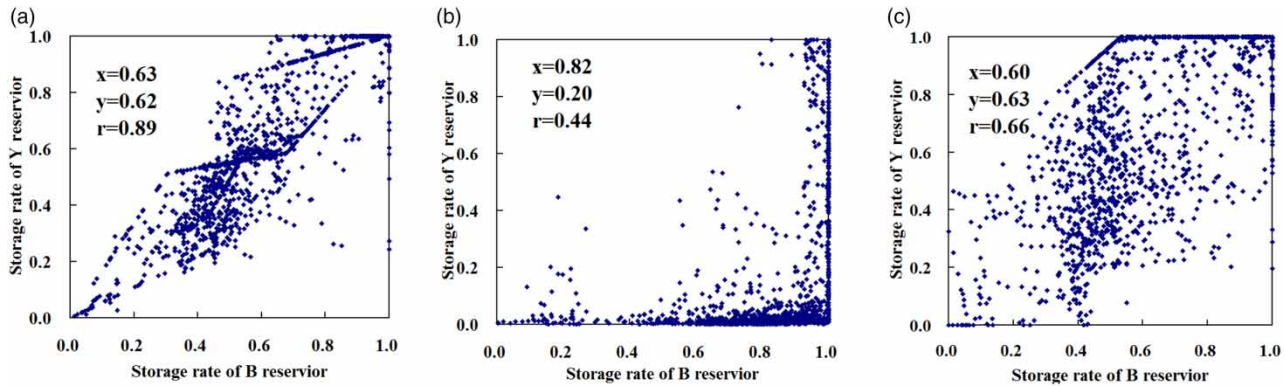 (a)
Storage rate of Y reservior
1.0
0.8
0.6
0.4
0.2
0.0
x=0.63
y=0.62
r=0.89
0.0 0.2 0.4 0.6 0.8 1.0
Storage rate of B reservior
(b)
Storage rate of Y reservior
1.0
0.8
0.6
0.4
0.2
0.0
x=0.82
y=0.20
r=0.44
0.0 0.2 0.4 0.6 0.8 1.0
Storage rate of B reservior
(c)
Storage rate of Y reservior
1.0
0.8
0.6
0.4
0.2
0.0
x=0.60
y=0.63
r=0.66
0.0 0.2 0.4 0.6 0.8 1.0
Storage rate of B reservior